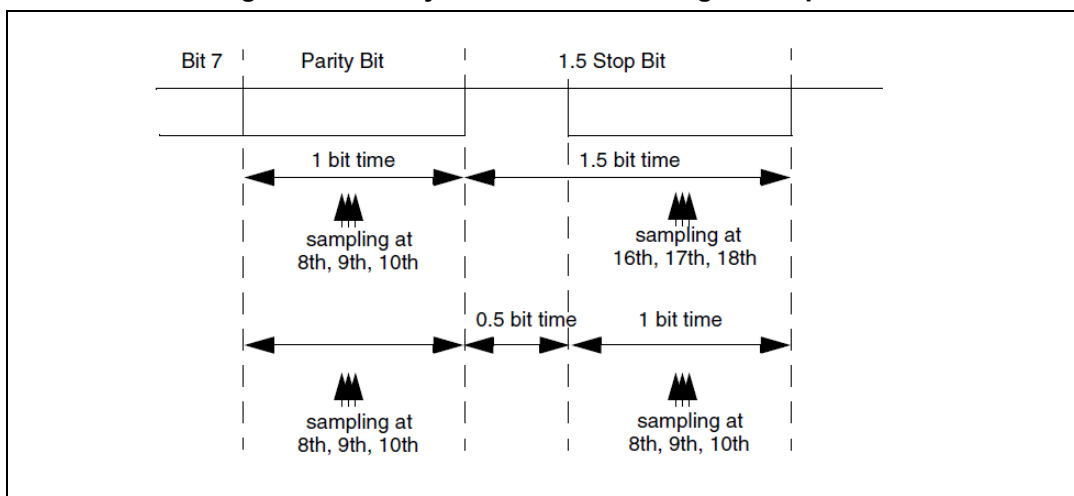 Bit 7 Parity Bit 1.5 Stop Bit
1 bit time 1.5 bit time
sampling at
8th, 9th, 10th
sampling at
16th, 17th, 18th
0.5 bit time 1 bit time
sampling at
8th, 9th, 10th
sampling at
8th, 9th, 10th